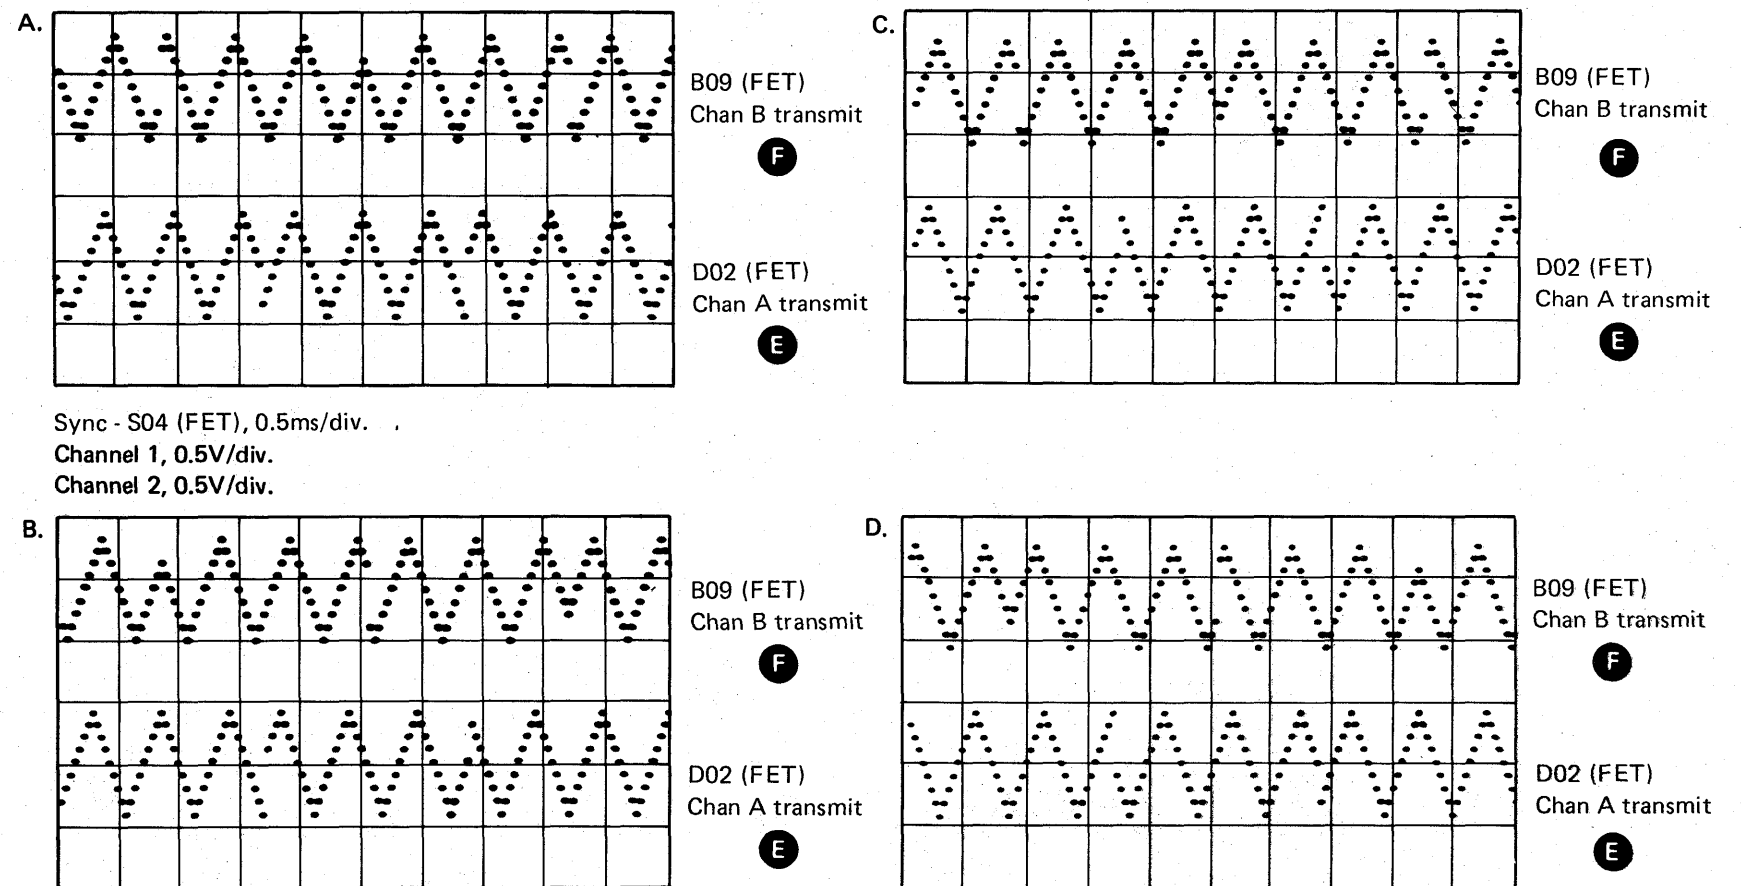 A.
B09 (FET)
Chan B transmit
F
D02 (FET)
Chan A transmit
E
Sync - S04 (FET), 0.5ms/div.
Channel 1, 0.5V/div.
Channel 2, 0.5V/div.
B.
B09 (FET)
Chan B transmit
F
D02 (FET)
Chan A transmit
E
C.
B09 (FET)
Chan B transmit
F
D02 (FET)
Chan A transmit
E
D.
B09 (FET)
Chan B transmit
F
D02 (FET)
Chan A transmit
E